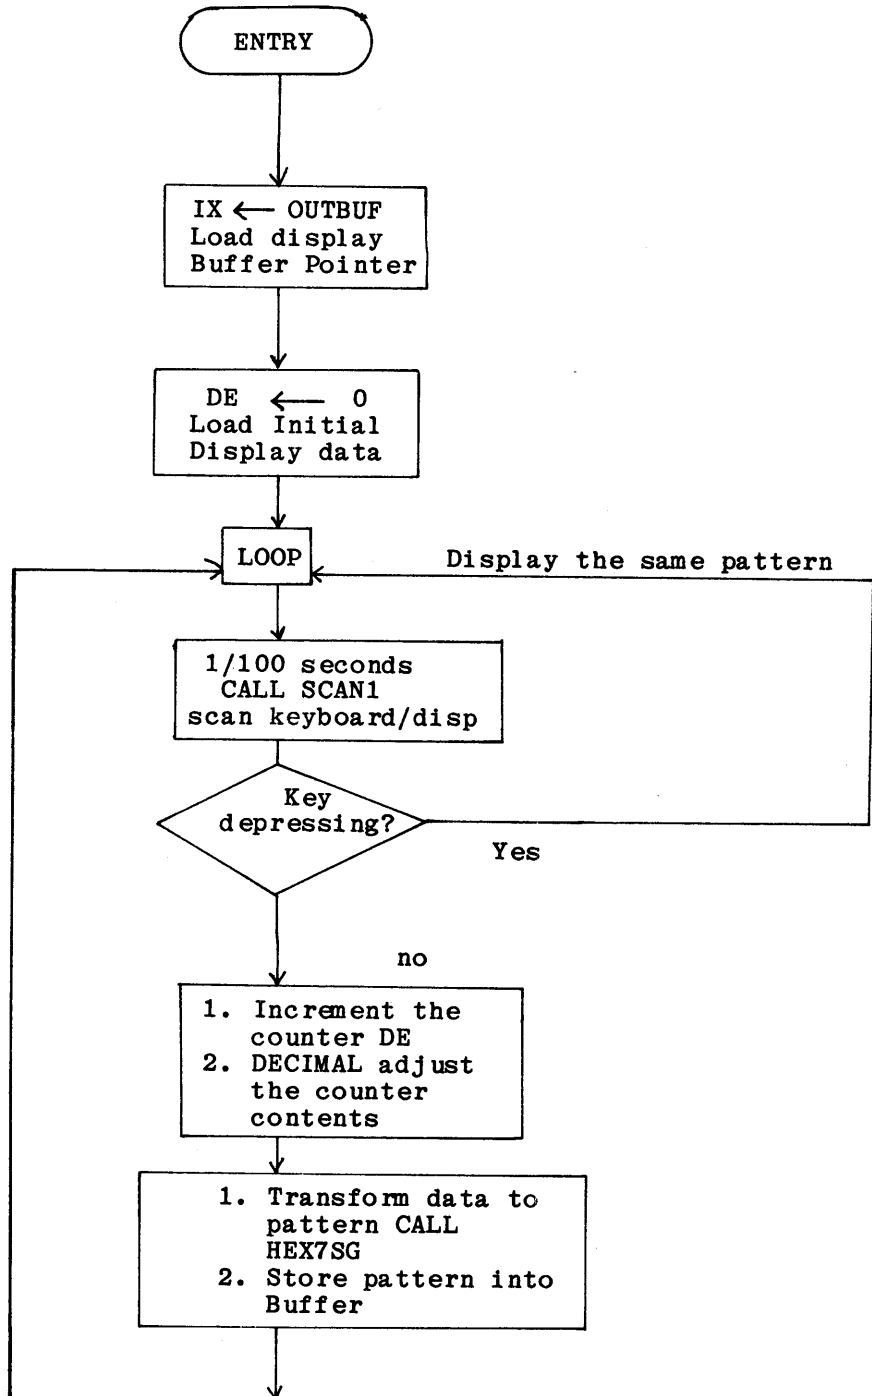 ENTRY
IX ← OUTBUF
Load display
Buffer Pointer
DE ← 0
Load Initial
Display data
LOOP
Display the same pattern
1/100 seconds
CALL SCAN1
scan keyboard/disp
Key
depressing?
Yes
no
1. Increment the
counter DE
2. DECIMAL adjust
the counter
contents
1. Transform data to
pattern CALL
HEX7SG
2. Store pattern into
Buffer